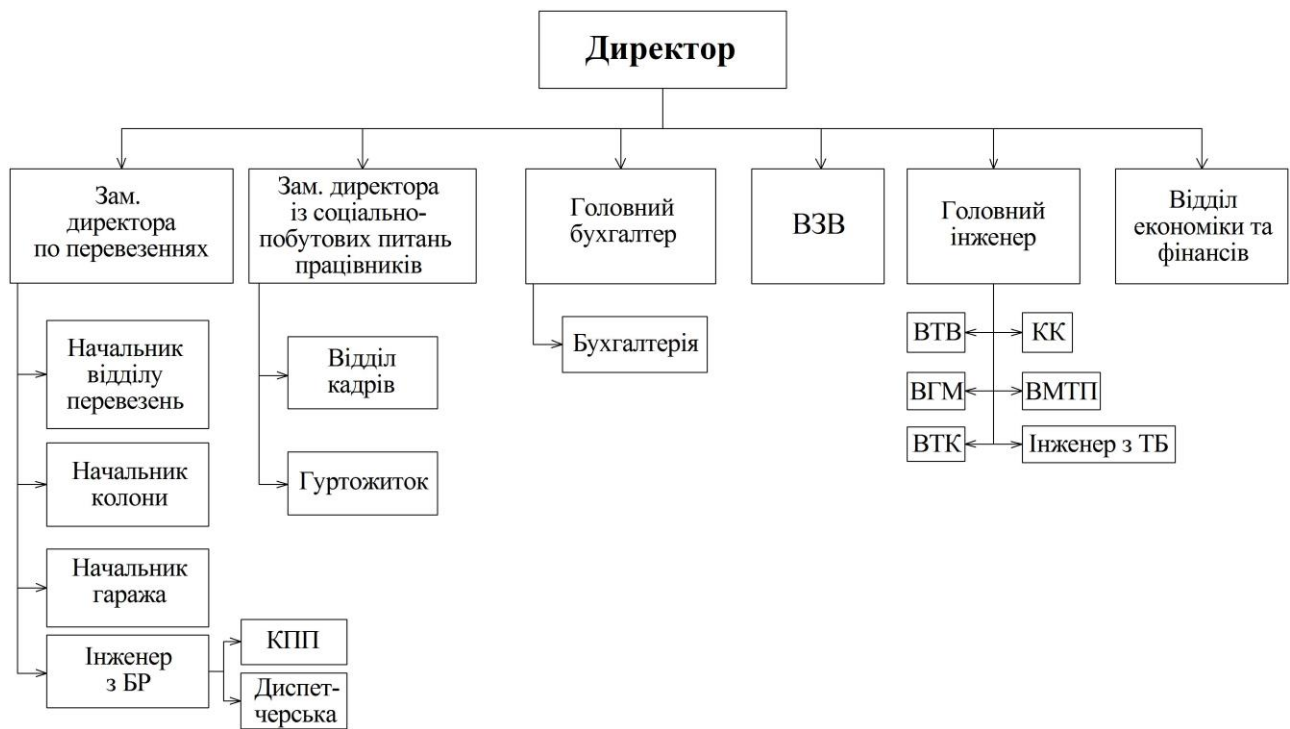 Директор
Зам.
директора
по перевезеннях
Зам. директора
із соціально-
побутових питань
працівників
Головний
бухгалтер
ВЗВ
Головний
інженер
Відділ
економіки та
фінансів
Начальник
відділу
перевезень
Начальник
колони
Начальник
гаража
Інженер
з БР
КПП
Диспет-
черська
Відділ
кадрів
Гуртожиток
Бухгалтерія
ВТВ
КК
ВГМ
ВМТП
ВТК
Інженер з ТБ